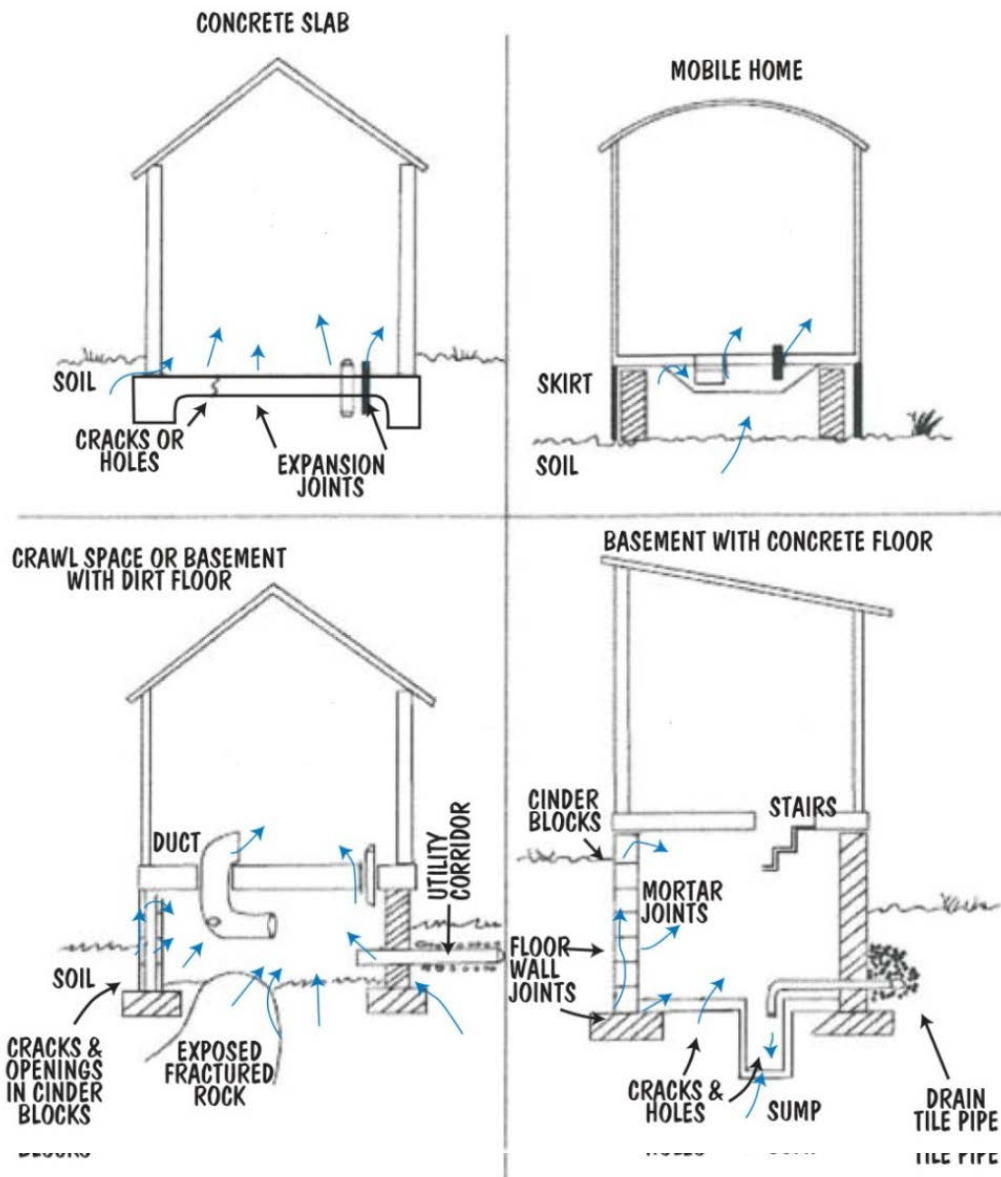 CONCRETE SLAB
SOIL
CRACKS OR
HOLES
EXPANSION
JOINTS
MOBILE HOME
SKIRT
SOIL
CRAWL SPACE OR BASEMENT
WITH DIRT FLOOR
DUCT
UTILITY
CORRIDOR
SOIL
CRACKS &
OPENINGS
IN CINDER
BLOCKS
EXPOSED
FRACTURED
ROCK
BASEMENT WITH CONCRETE FLOOR
CINDER
BLOCKS
STAIRS
MORTAR
JOINTS
FLOOR
WALL
JOINTS
CRACKS &
HOLES
SUMP
DRAIN
TILE PIPE
TILE PIPE